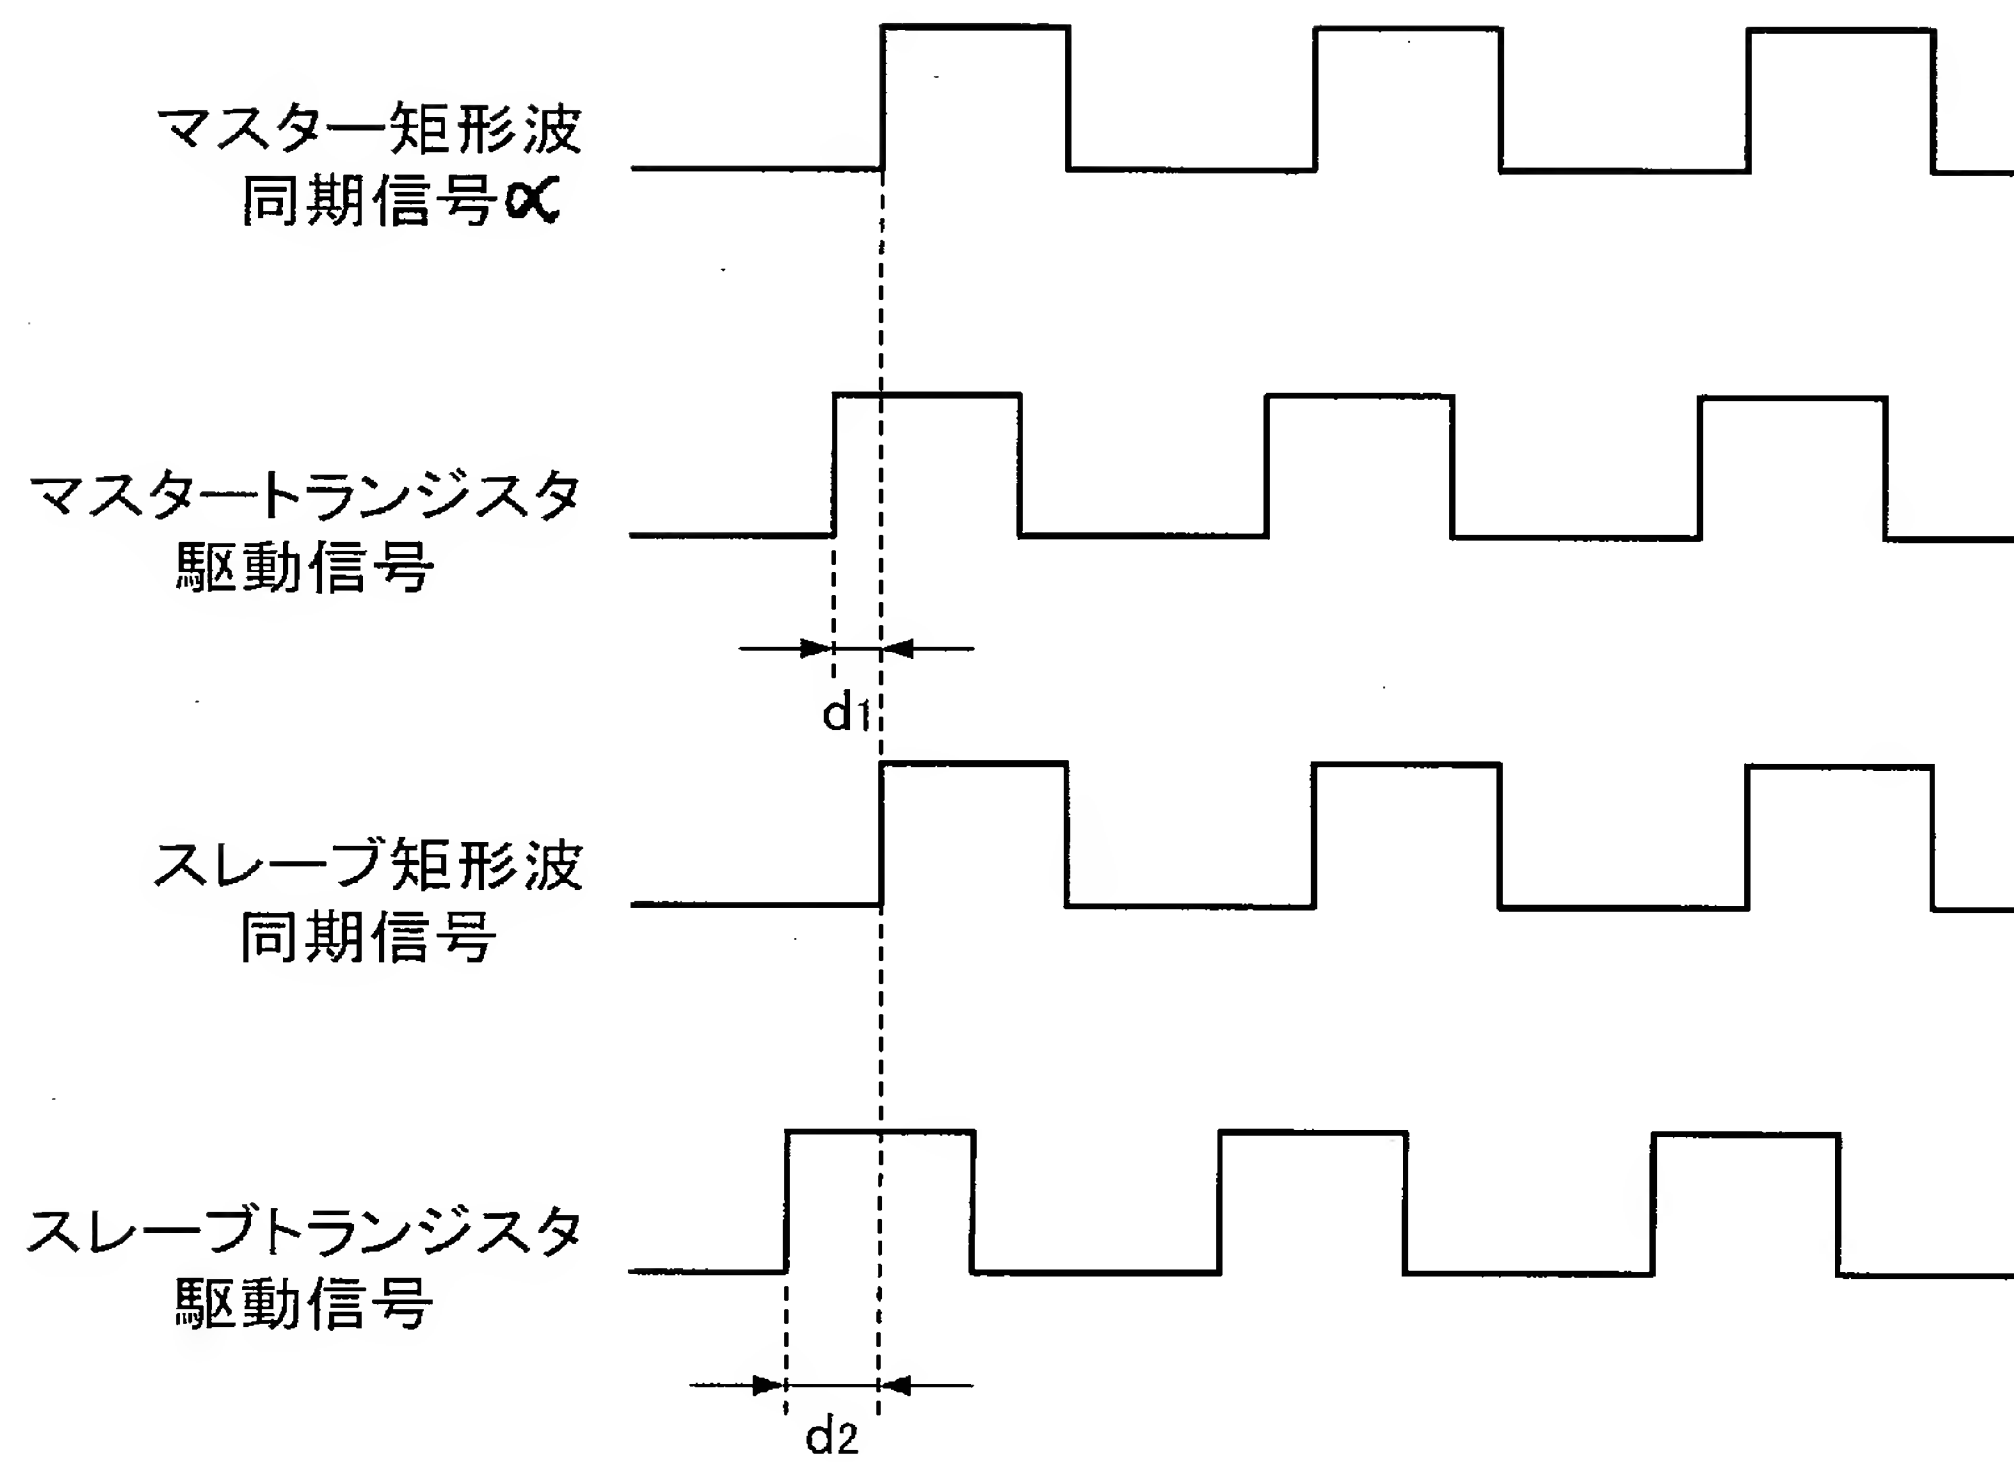 マスター矩形波
同期信号α
マスタートランジスタ
駆動信号
d1
スレーブ矩形波
同期信号
スレーブトランジスタ
駆動信号
d2